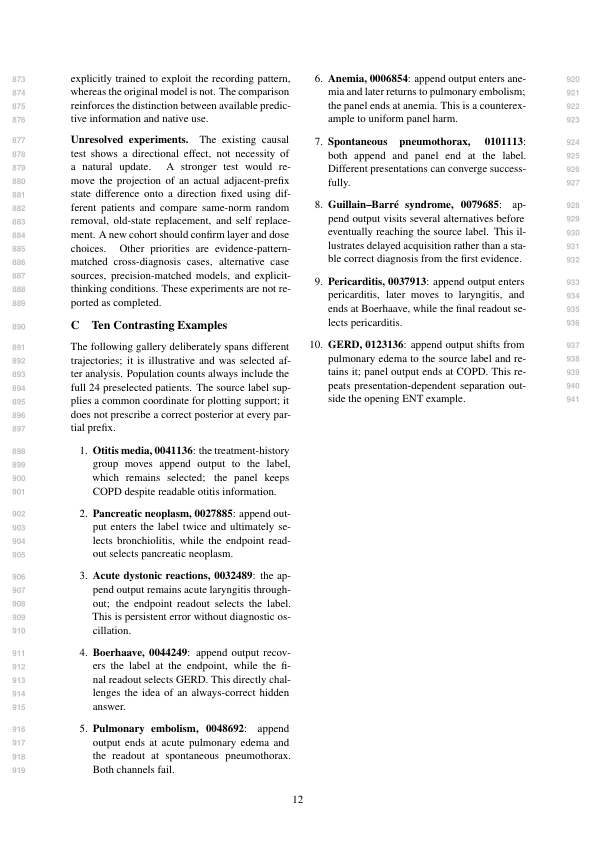 873 explicitly trained to exploit the recording pattern,
874 whereas the original model is not. The comparison
875 reinforces the distinction between available predic-
876 tive information and native use.
877 Unresolved experiments. The existing causal
878 test shows a directional effect, not necessity of
879 a natural update. A stronger test would re-
880 move the projection of an actual adjacent-prefix
881 state difference onto a direction fixed using dif-
882 ferent patients and compare same-norm random
883 removal, old-state replacement, and self replace-
884 ment. A new cohort should confirm layer and dose
885 choices. Other priorities are evidence-pattern-
886 matched cross-diagnosis cases, alternative case
887 sources, precision-matched models, and explicit-
888 thinking conditions. These experiments are not re-
889 ported as completed.
890 C Ten Contrasting Examples
891 The following gallery deliberately spans different
892 trajectories; it is illustrative and was selected af-
893 ter analysis. Population counts always include the
894 full 24 preselected patients. The source label sup-
895 plies a common coordinate for plotting support; it
896 does not prescribe a correct posterior at every par-
897 tial prefix.
898 1. Otitis media, 0041136: the treatment-history
899 group moves append output to the label,
900 which remains selected; the panel keeps
901 COPD despite readable otitis information.
902 2. Pancreatic neoplasm, 0027885: append out-
903 put enters the label twice and ultimately se-
904 lects bronchiolitis, while the endpoint read-
905 out selects pancreatic neoplasm.
906 3. Acute dystonic reactions, 0032489: the ap-
907 pend output remains acute laryngitis through-
908 out; the endpoint readout selects the label.
909 This is persistent error without diagnostic os-
910 cillation.
911 4. Boerhaave, 0044249: append output recov-
912 ers the label at the endpoint, while the fi-
913 nal readout selects GERD. This directly chal-
914 lenges the idea of an always-correct hidden
915 answer.
916 5. Pulmonary embolism, 0048692: append
917 output ends at acute pulmonary edema and
918 the readout at spontaneous pneumothorax.
919 Both channels fail.
920 6. Anemia, 0006854: append output enters ane-
921 mia and later returns to pulmonary embolism;
922 the panel ends at anemia. This is a counterex-
923 ample to uniform panel harm.
924 7. Spontaneous pneumothorax, 0101113:
925 both append and panel end at the label.
926 Different presentations can converge success-
927 fully.
928 8. Guillain–Barré syndrome, 0079685: ap-
929 pend output visits several alternatives before
930 eventually reaching the source label. This il-
931 lustrates delayed acquisition rather than a sta-
932 ble correct diagnosis from the first evidence.
933 9. Pericarditis, 0037913: append output enters
934 pericarditis, later moves to laryngitis, and
935 ends at Boerhaave, while the final readout se-
936 lects pericarditis.
937 10. GERD, 0123136: append output shifts from
938 pulmonary edema to the source label and re-
939 tains it; panel output ends at COPD. This re-
940 peats presentation-dependent separation out-
941 side the opening ENT example.
12